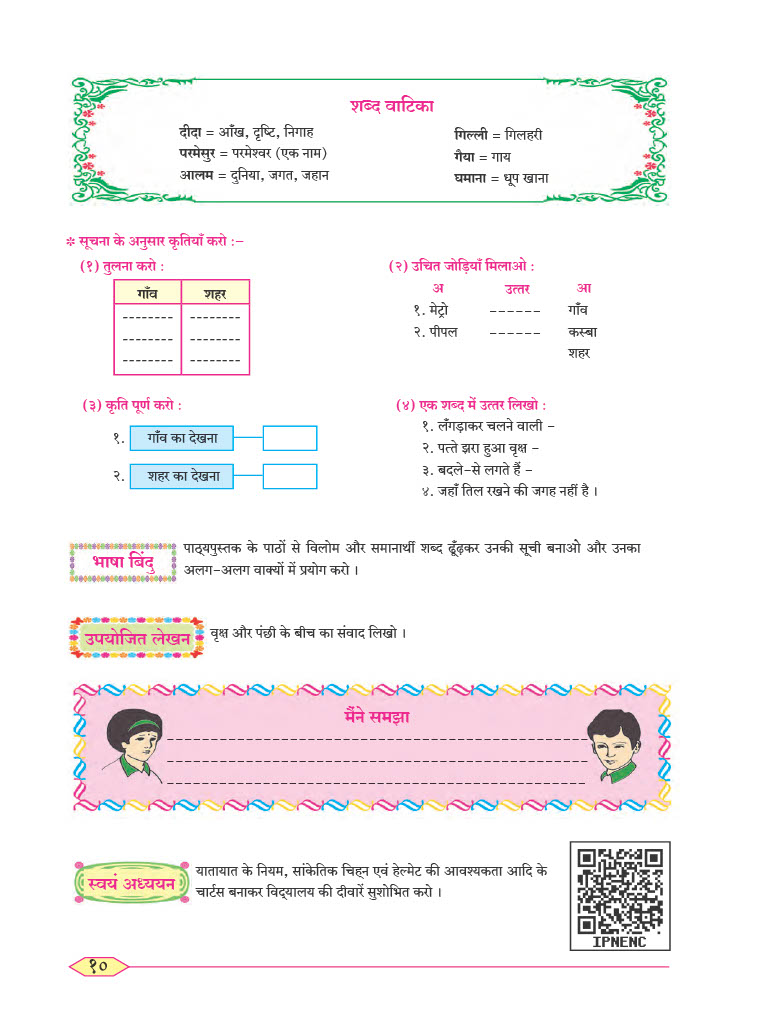 शब्द वाटिका
दीदा = आँख, दृष्टि, निगाह
परमेसुर = परमेश्वर (एक नाम)
आलम = दुनिया, जगत, जहान
गिल्ली = गिलहरी
गैया = गाय
घमाना = धूप खाना
* सूचना के अनुसार कृतियाँ करो :-
(१) तुलना करो :
गाँव शहर
-------- --------
-------- --------
-------- --------
(२) उचित जोड़ियाँ मिलाओ :
अ उत्तर आ
१. मेट्रो ------ गाँव
२. पीपल ------ कस्बा
शहर
(३) कृति पूर्ण करो :
१. गाँव का देखना
२. शहर का देखना
(४) एक शब्द में उत्तर लिखो :
१. लँगड़ाकर चलने वाली -
२. पत्ते झरा हुआ वृक्ष -
३. बदले-से लगते हैं -
४. जहाँ तिल रखने की जगह नहीं है ।
भाषा बिंदु
पाठ्यपुस्तक के पाठों से विलोम और समानार्थी शब्द ढूँढ़कर उनकी सूची बनाओ और उनका
अलग-अलग वाक्यों में प्रयोग करो ।
उपयोजित लेखन
वृक्ष और पंछी के बीच का संवाद लिखो ।
मैंने समझा
स्वयं अध्ययन
यातायात के नियम, सांकेतिक चिह्न एवं हेल्मेट की आवश्यकता आदि के
चार्टस बनाकर विद्यालय की दीवारें सुशोभित करो ।
IPNENC
१०